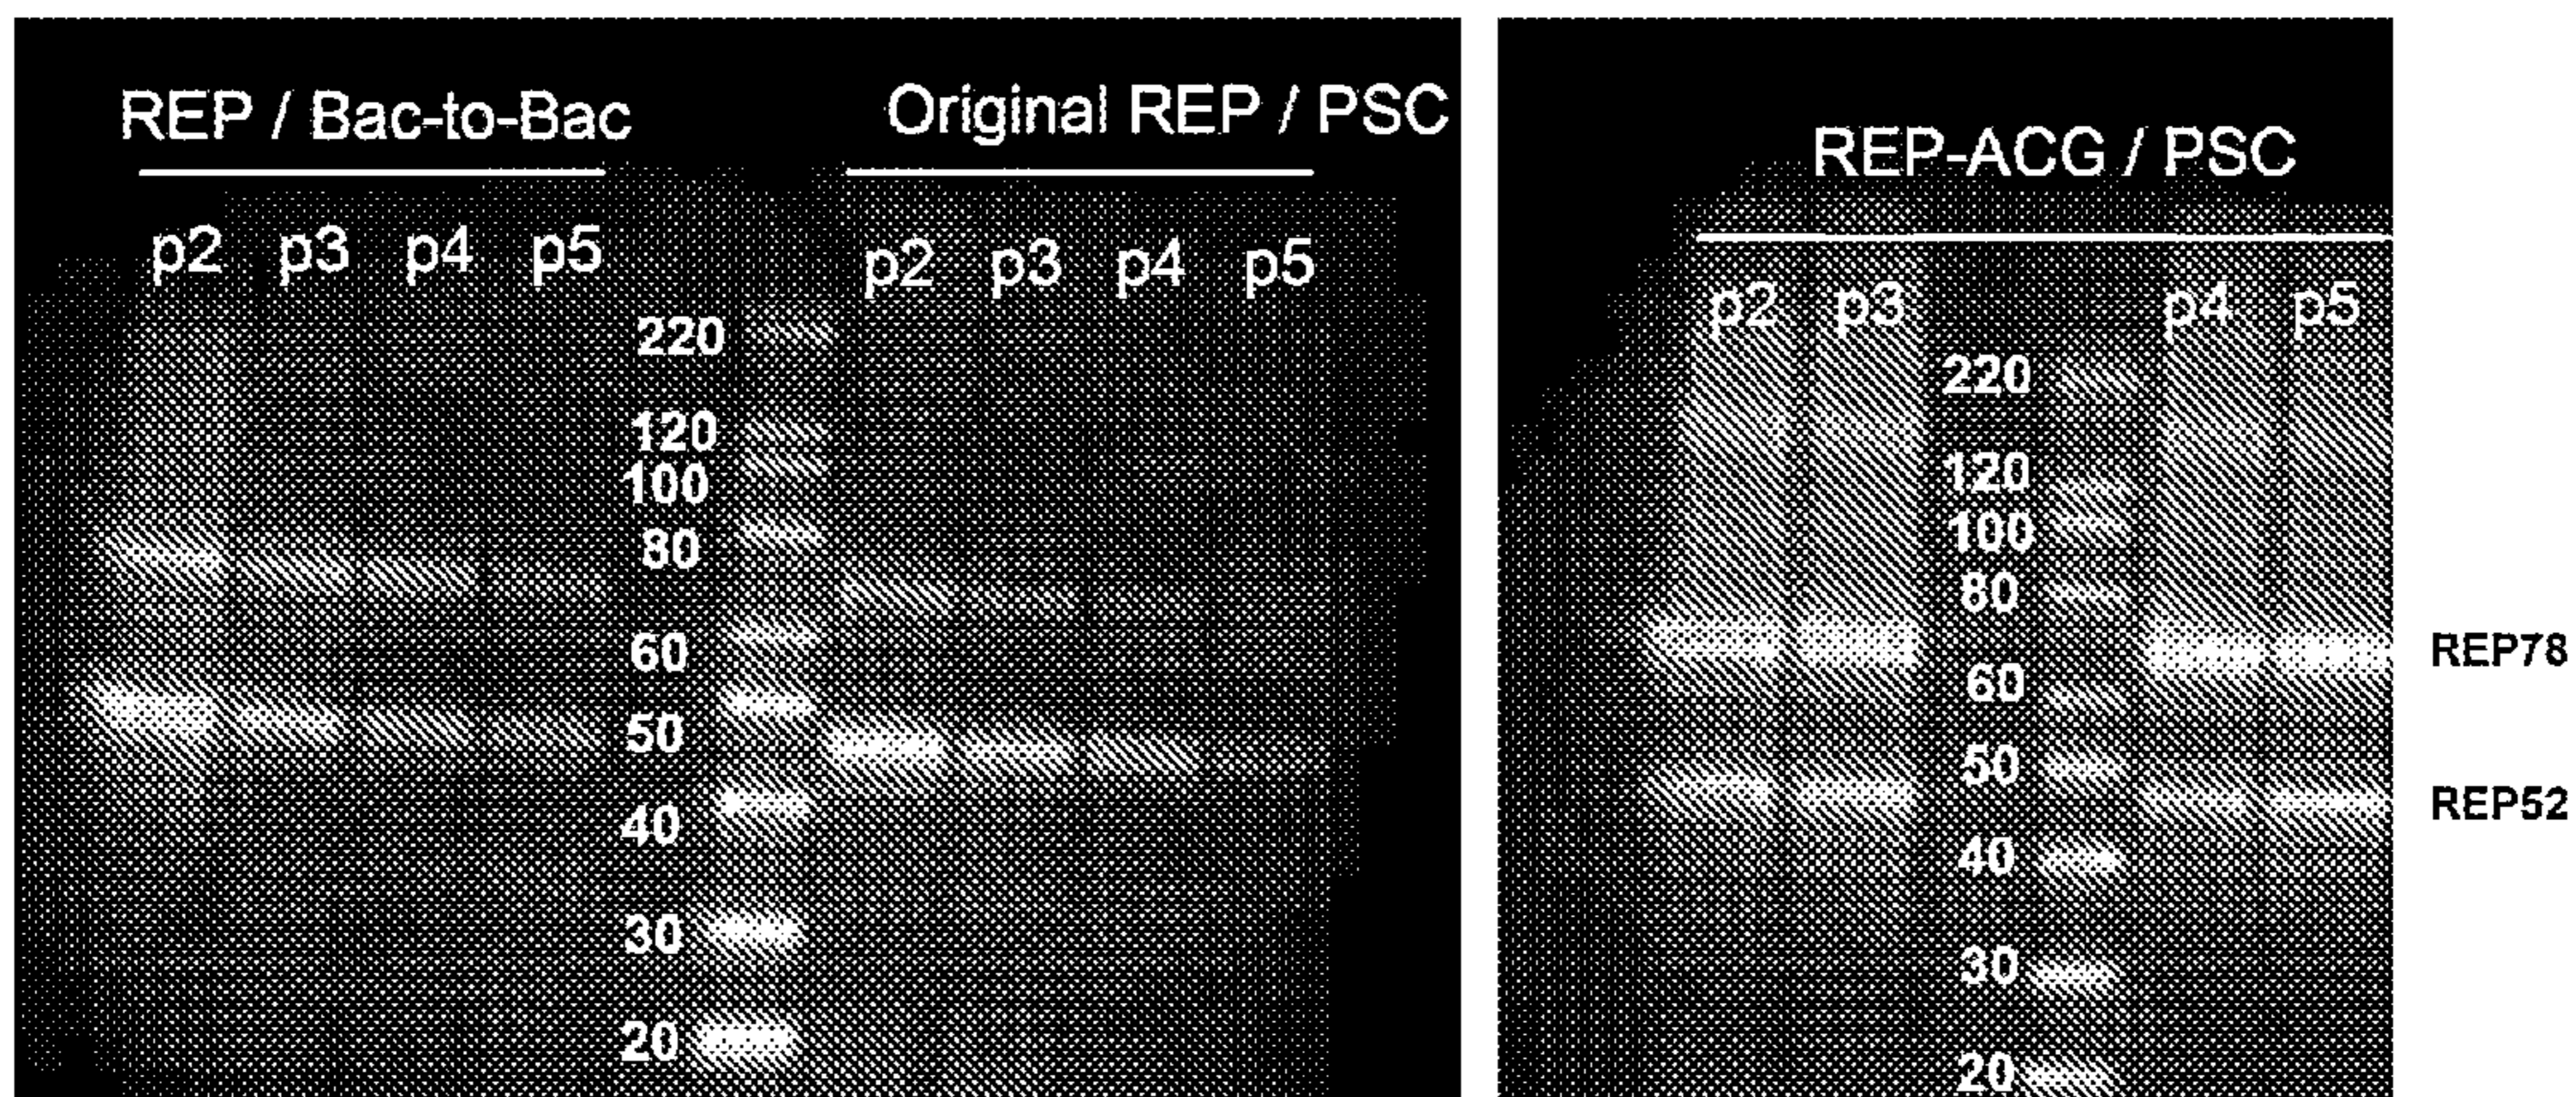 REP / Bac-to-Bac
p2 p3 p4 p5
Original REP / PSC
p2 p3 p4 p5
220
120
100
80
60
50
40
30
20
REP-ACG / PSC
p2 p3 p4 p5
220
120
100
80
60
50
40
30
20
REP78
REP52